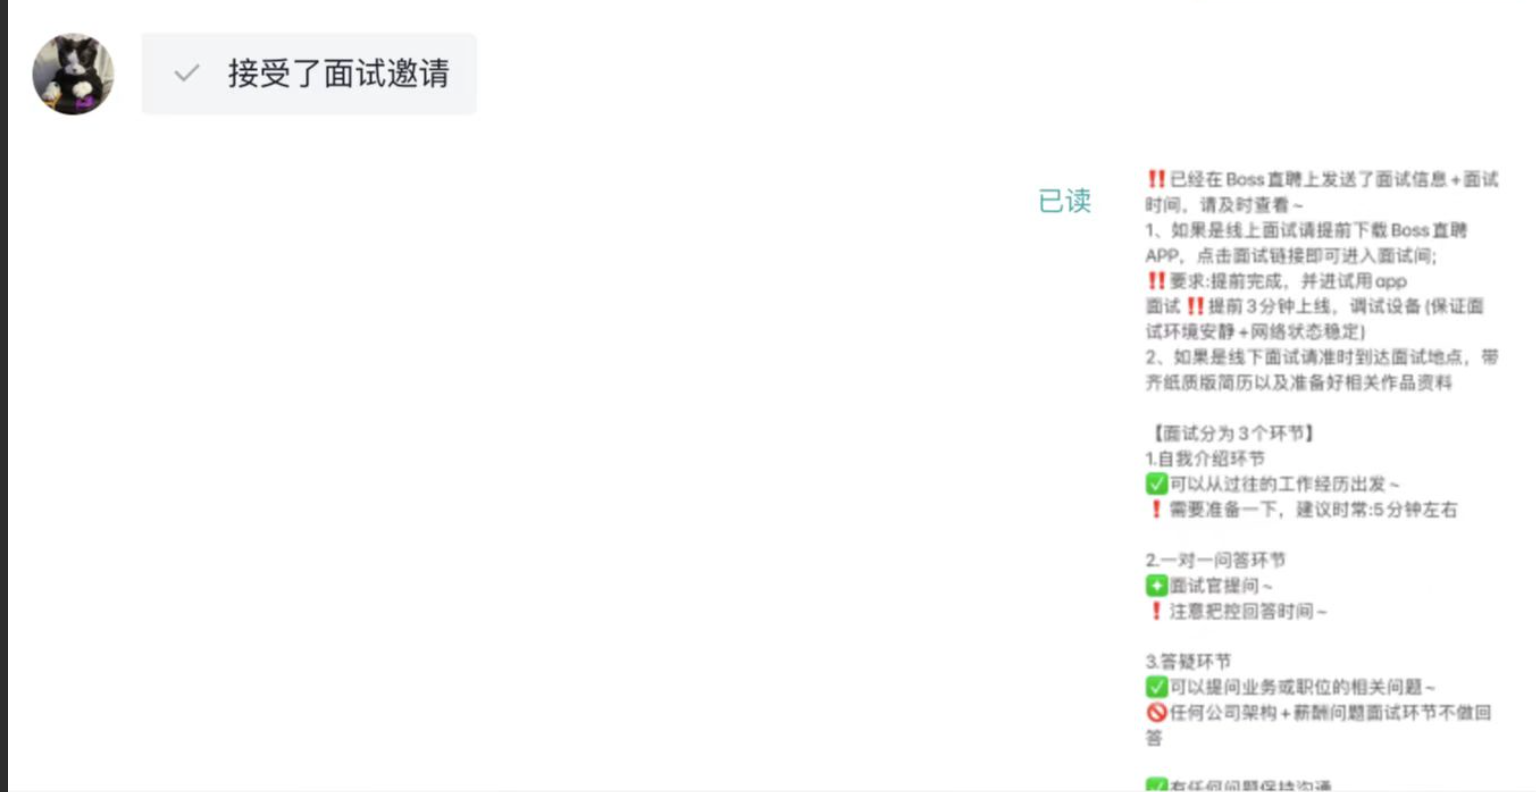 接受了面试邀请
已读
‼️已经在Boss直聘上发送了面试信息+面试
时间，请及时查看~
1、如果是线上面试请提前下载Boss直聘
APP，点击面试链接即可进入面试间;
‼️要求:提前完成，并进试用app
面试‼️提前3分钟上线，调试设备(保证面
试环境安静+网络状态稳定)
2、如果是线下面试请准时到达面试地点，带
齐纸质版简历以及准备好相关作品资料
【面试分为3个环节】
1.自我介绍环节
✅可以从过往的工作经历出发~
❗需要准备一下，建议时常:5分钟左右
2.一对一问答环节
面试官提问~
❗注意把控回答时间~
3.答疑环节
✅可以提问业务或职位的相关问题~
🚫任何公司架构+薪酬问题面试环节不做回
答
✅有任何问题保持沟通